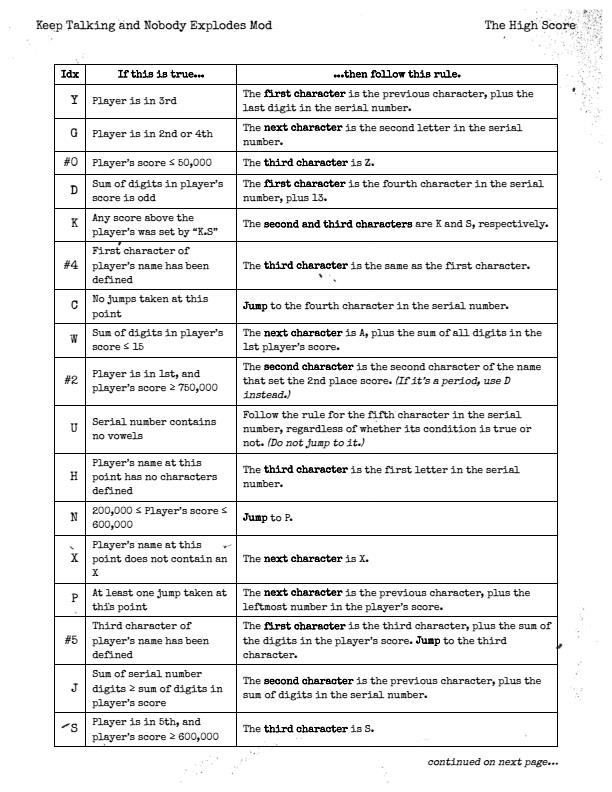 Keep Talking and Nobody Explodes Mod
The High Score
Idx
If this is true...
...then follow this rule.
Y
Player is in 3rd
The first character is the previous character, plus the
last digit in the serial number.
G
Player is in 2nd or 4th
The next character is the second letter in the serial
number.
#0
Player's score ≤ 50,000
The third character is Z.
D
Sum of digits in player's
score is odd
The first character is the fourth character in the serial
number, plus 13.
K
Any score above the
player's was set by "K.S"
The second and third characters are K and S, respectively.
#4
First character of
player's name has been
defined
The third character is the same as the first character.
C
No jumps taken at this
point
Jump to the fourth character in the serial number.
W
Sum of digits in player's
score ≤ 15
The next character is A, plus the sum of all digits in the
1st player's score.
#2
Player is in 1st, and
player's score ≥ 750,000
The second character is the second character of the name
that set the 2nd place score. (If it's a period, use D
instead.)
U
Serial number contains
no vowels
Follow the rule for the fifth character in the serial
number, regardless of whether its condition is true or
not. (Do not jump to it.)
H
Player's name at this
point has no characters
defined
The third character is the first letter in the serial
number.
N
200,000 ≤ Player's score ≤
600,000
Jump to P.
X
Player's name at this
point does not contain an
X
The next character is X.
P
At least one jump taken at
this point
The next character is the previous character, plus the
leftmost number in the player's score.
#5
Third character of
player's name has been
defined
The first character is the third character, plus the sum of
the digits in the player's score. Jump to the third
character.
J
Sum of serial number
digits ≥ sum of digits in
player's score
The second character is the previous character, plus the
sum of digits in the serial number.
S
Player is in 5th, and
player's score ≥ 600,000
The third character is S.
continued on next page...